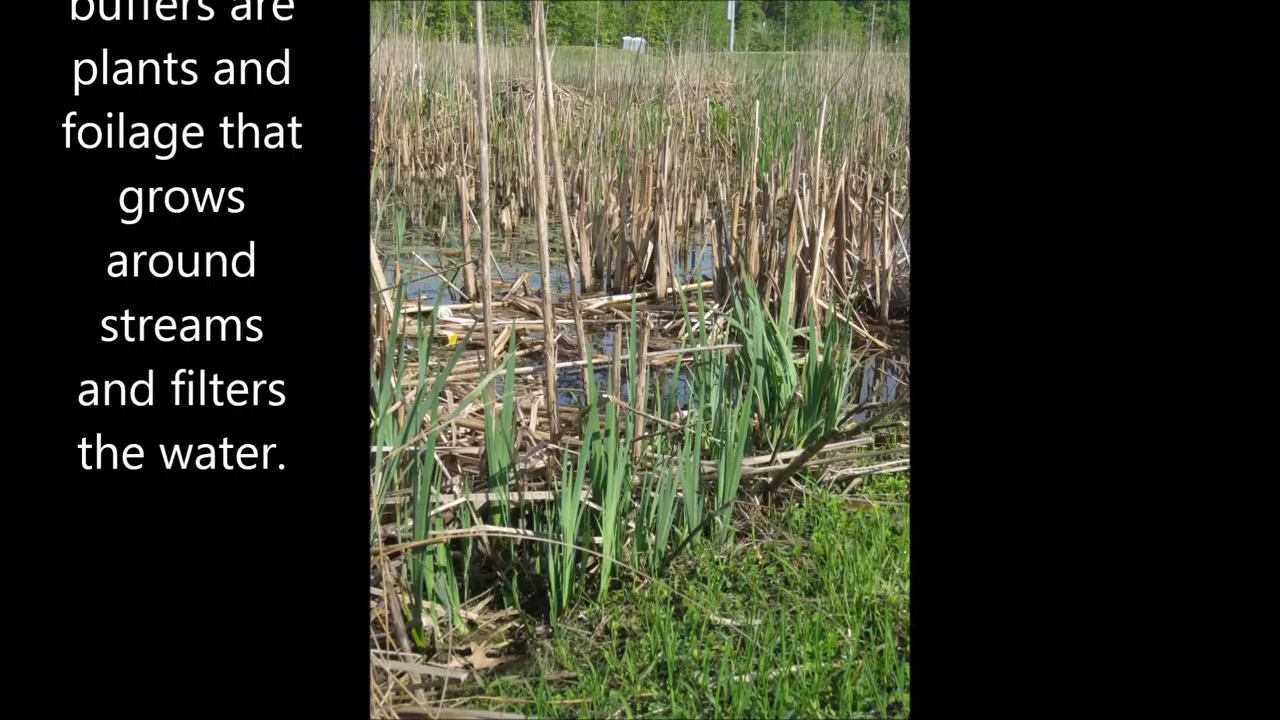 buffers are
plants and
foilage that
grows
around
streams
and filters
the water.